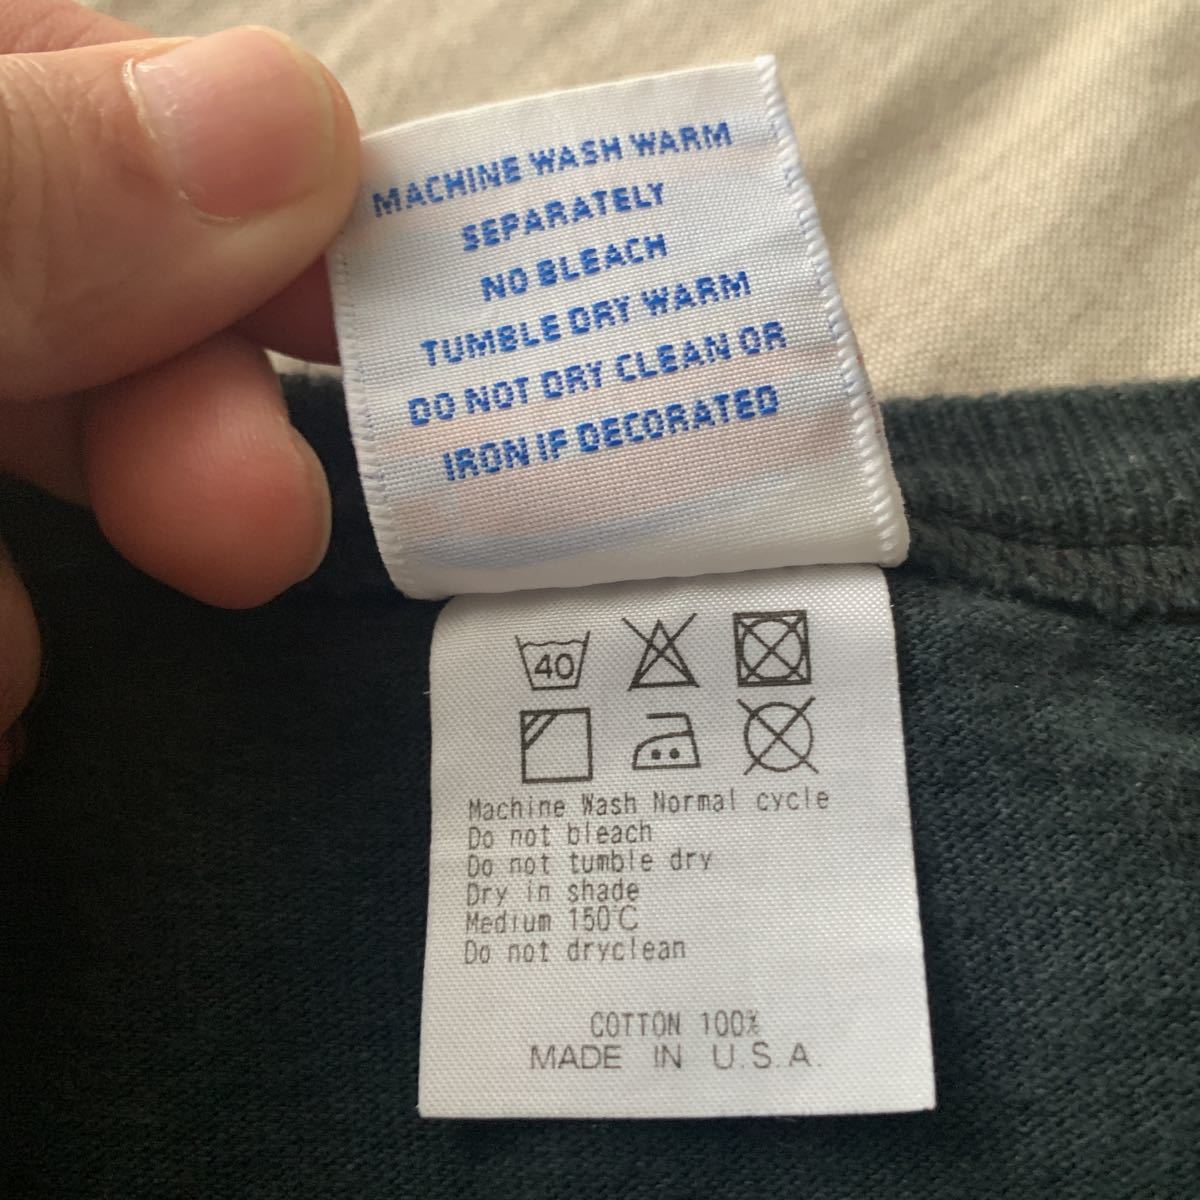 MACHINE WASH WARM
SEPARATELY
NO BLEACH
TUMBLE DRY WARM
DO NOT DRY CLEAN OR
IRON IF DECORATED
40
Machine Wash Normal cycle
Do not bleach
Do not tumble dry
Dry in shade
Medium 150℃
Do not dryclean
COTTON 100%
MADE IN U.S.A.